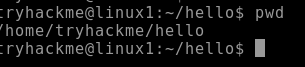 tryhackme@linux1:~/hello$ pwd
/home/tryhackme/hello
tryhackme@linux1:~/hello$